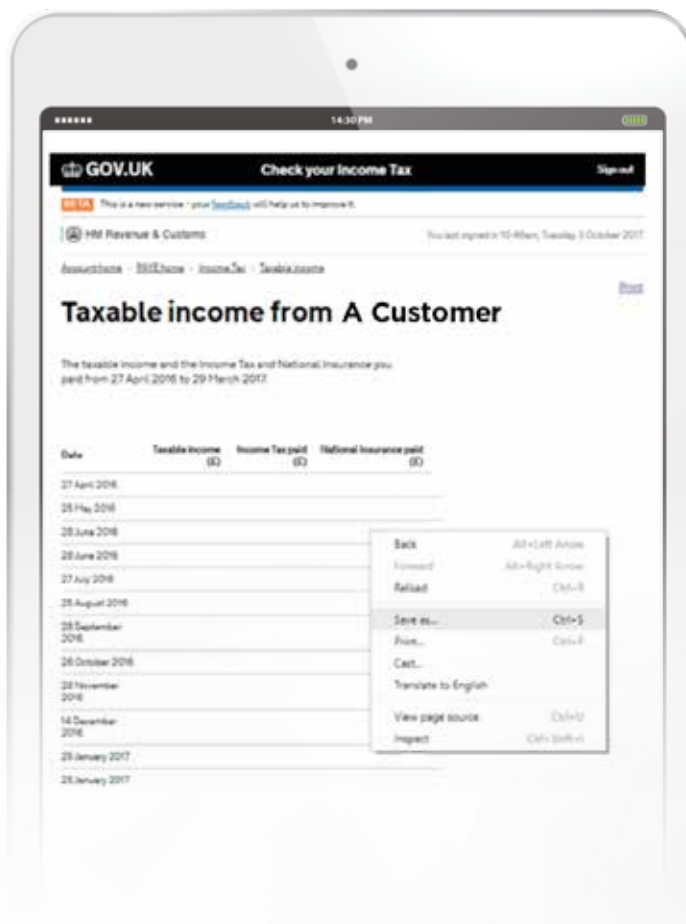 14:30 PM
GOV.UK Check your Income Tax Sign out
BETA This is a new service - your feedback will help us to improve it.
HM Revenue & Customs You last signed in 10:46am, Tuesday 3 October 2017
Account home PAYE home Income Tax Taxable income
Print
Taxable income from A Customer
The taxable income and the Income Tax and National Insurance you
paid from 27 April 2016 to 29 March 2017.
Date Taxable income (£) Income Tax paid (£) National Insurance paid (£)
27 April 2016
25 May 2016
28 June 2016
28 June 2016
27 July 2016
25 August 2016
28 September
2016
26 October 2016
28 November
2016
14 December
2016
25 January 2017
25 January 2017
Back Alt+Left Arrow
Forward Alt+Right Arrow
Reload Ctrl+R
Save as... Ctrl+S
Print... Ctrl+P
Cast...
Translate to English
View page source Ctrl+U
Inspect Ctrl+Shift+I